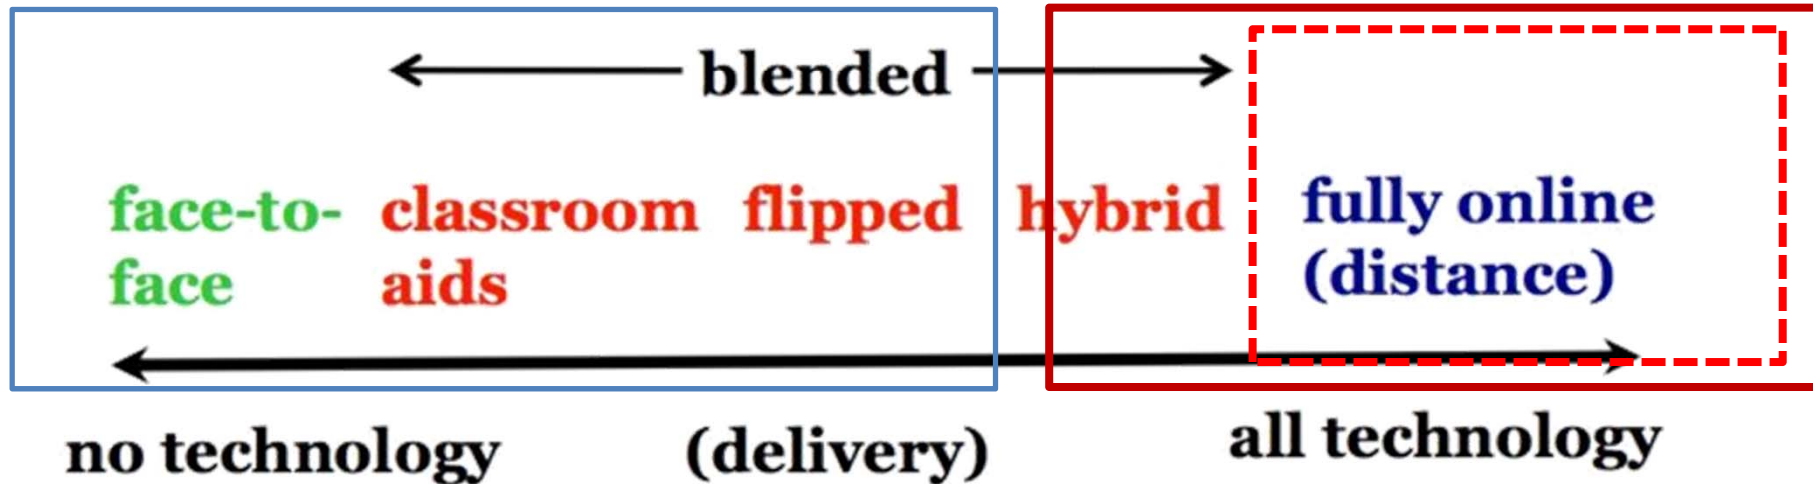 blended
face-to- classroom flipped hybrid fully online
face aids (distance)
no technology (delivery) all technology